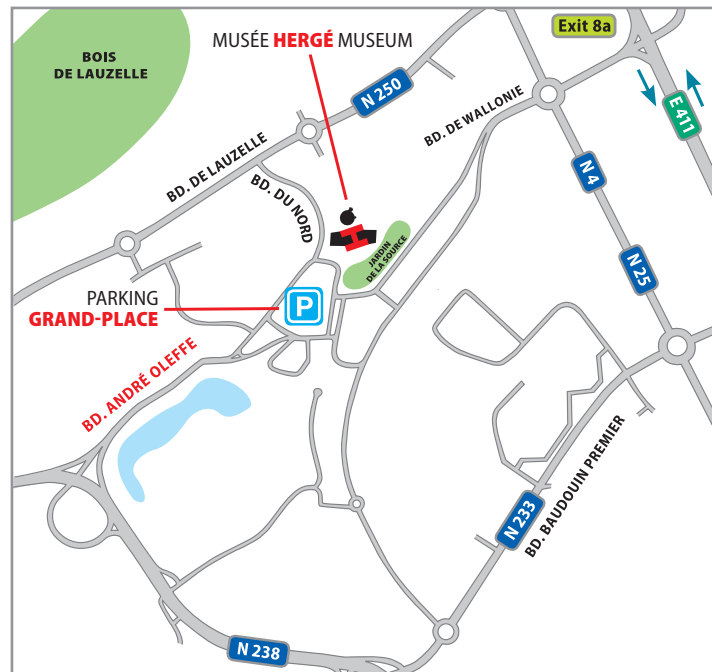 Exit 8a
MUSÉE HERGÉ MUSEUM
BOIS
DE LAUZELLE
N 250
E 411
BD. DE WALLONIE
BD. DE LAUZELLE
N 4
BD. DU NORD
JARDIN
DE LA SOURCE
N 25
PARKING
GRAND-PLACE
P
BD. ANDRÉ OLEFFE
BD. BAUDOUIN PREMIER
N 233
N 238